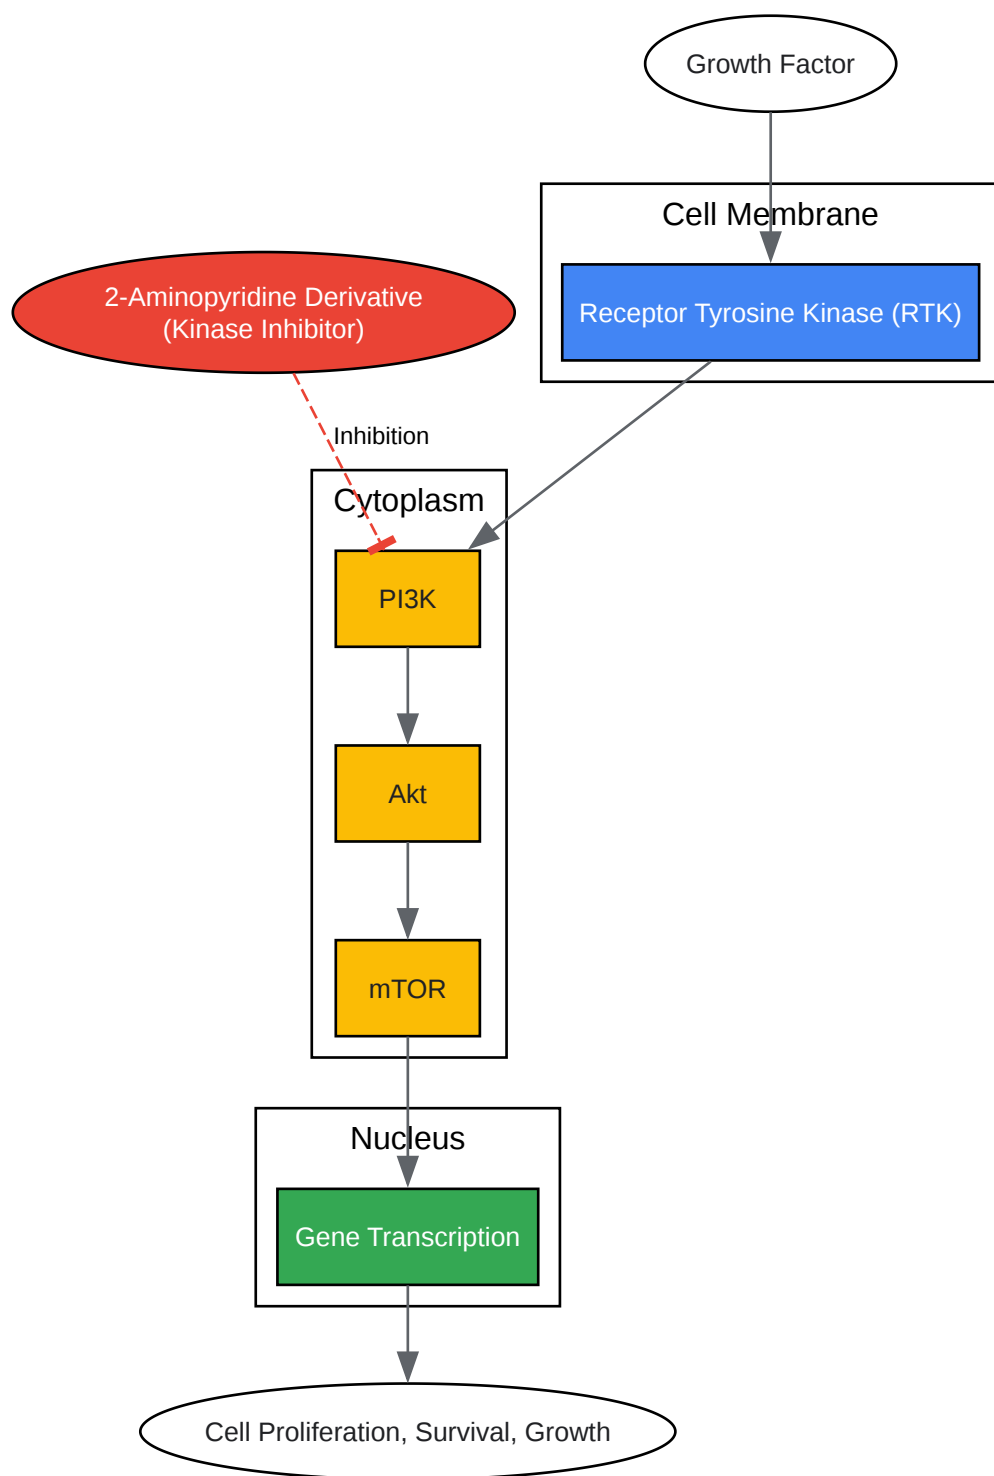 Growth Factor
Cell Membrane
Receptor Tyrosine Kinase (RTK)
2-Aminopyridine Derivative
(Kinase Inhibitor)
Inhibition
Cytoplasm
PI3K
Akt
mTOR
Nucleus
Gene Transcription
Cell Proliferation, Survival, Growth